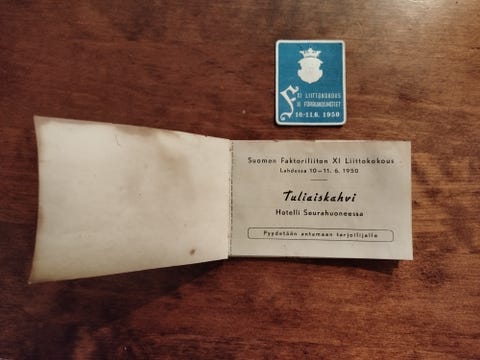 XI LIITTOKOKOUS
XI FÖRBUNDSMÖTET
10-11.6. 1950
Suomen Faktoriliiton XI Liittokokous
Lahdessa 10—11. 6. 1950
Tuliaiskahvi
Hotelli Seurahuoneessa
Pyydetään antamaan tarjoilijalle